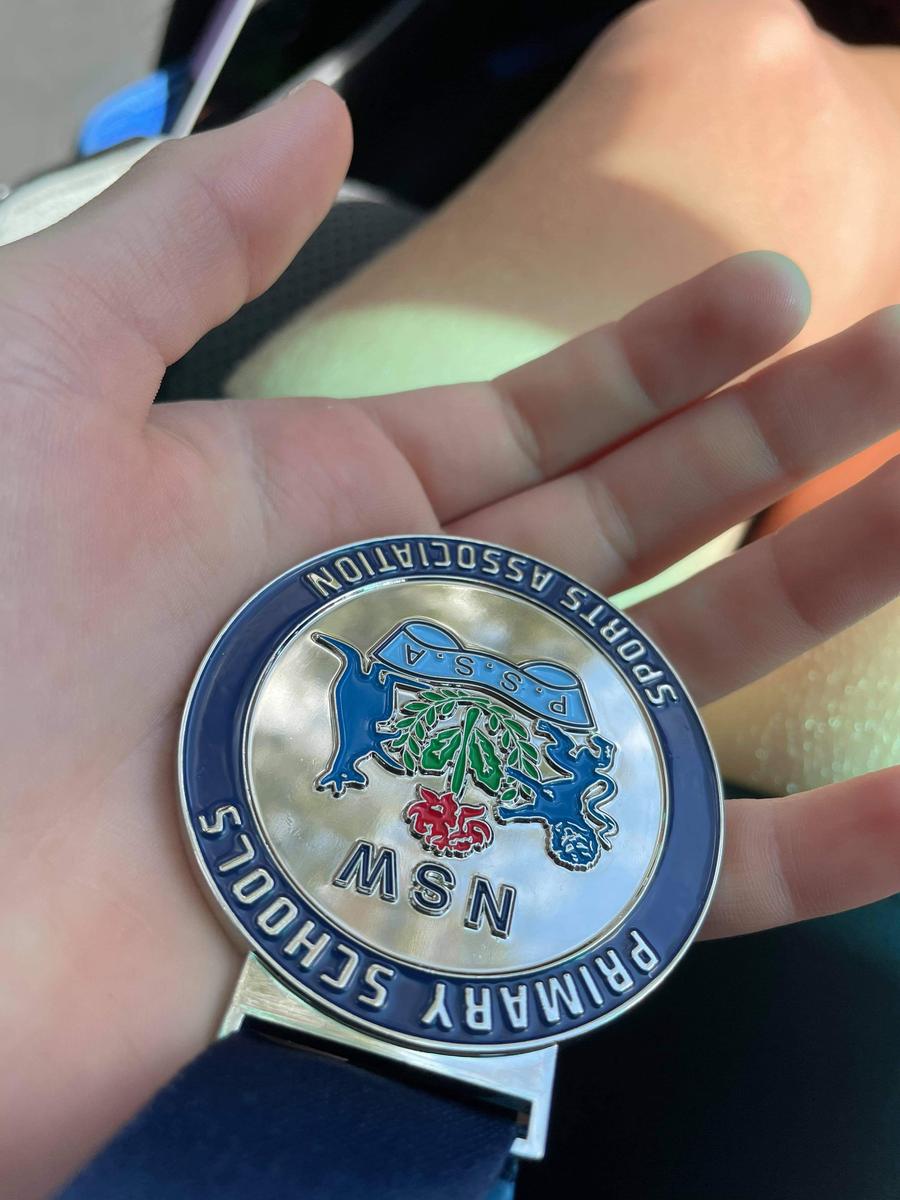 PRIMARY SCHOOLS
NSW
P.S.S.A
SPORTS ASSOCIATION